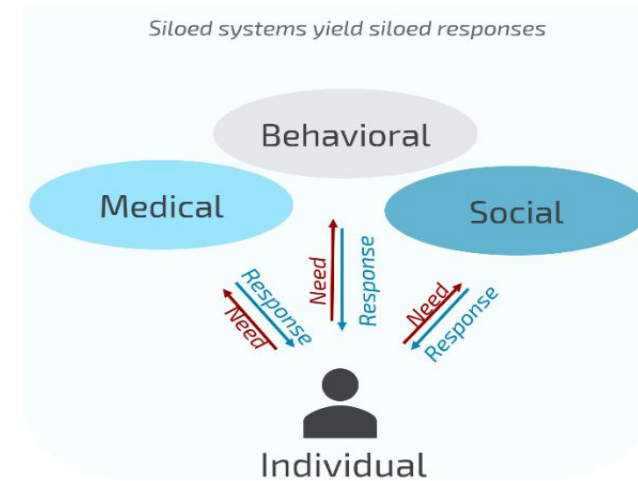 Siloed systems yield siloed responses
Behavioral
Medical
Social
Response
Need
Need
Response
Need
Response
Individual